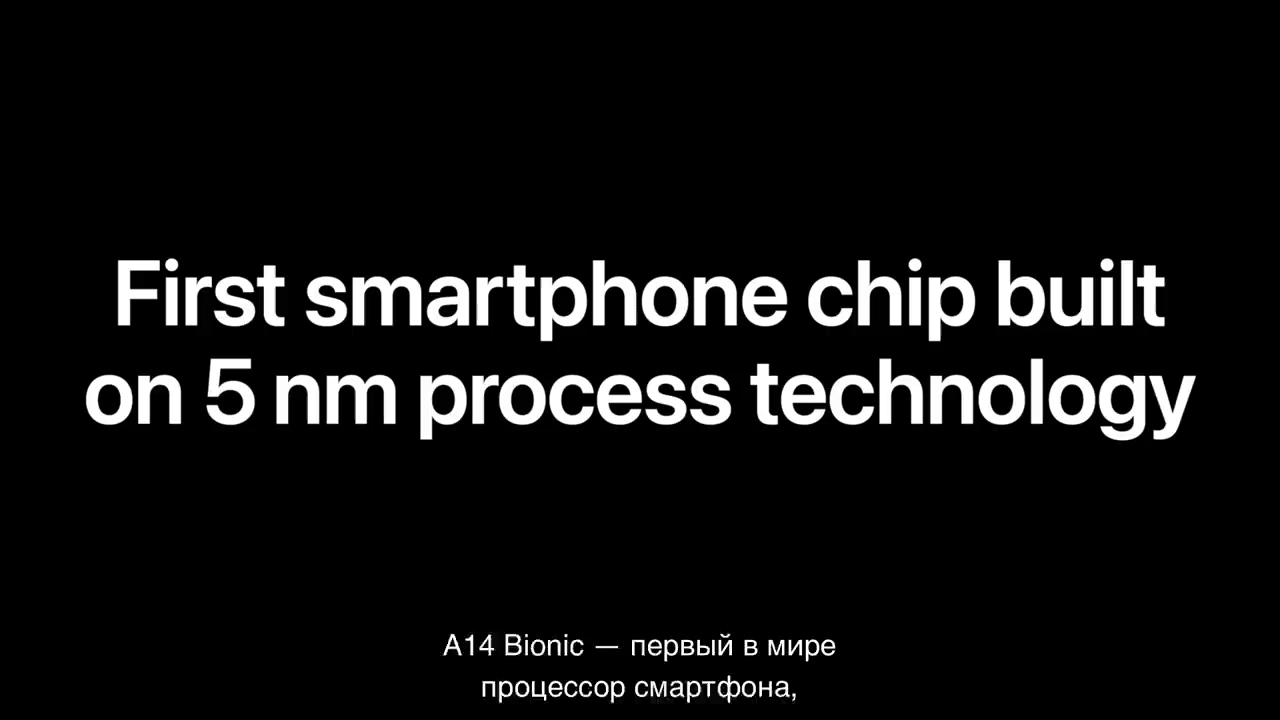 First smartphone chip built
on 5 nm process technology
A14 Bionic — первый в мире
процессор смартфона,